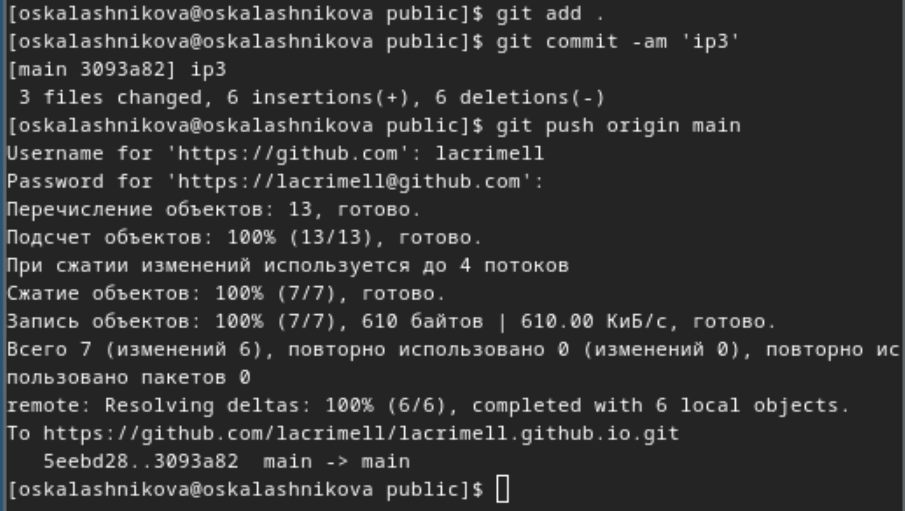 [oskalashnikova@oskalashnikova public]$ git add .
[oskalashnikova@oskalashnikova public]$ git commit -am 'ip3'
[main 3093a82] ip3
 3 files changed, 6 insertions(+), 6 deletions(-)
[oskalashnikova@oskalashnikova public]$ git push origin main
Username for 'https://github.com': lacrimell
Password for 'https://lacrimell@github.com':
Перечисление объектов: 13, готово.
Подсчет объектов: 100% (13/13), готово.
При сжатии изменений используется до 4 потоков
Сжатие объектов: 100% (7/7), готово.
Запись объектов: 100% (7/7), 610 байтов | 610.00 КиБ/с, готово.
Всего 7 (изменений 6), повторно использовано 0 (изменений 0), повторно ис
пользовано пакетов 0
remote: Resolving deltas: 100% (6/6), completed with 6 local objects.
To https://github.com/lacrimell/lacrimell.github.io.git
   5eebd28..3093a82  main -> main
[oskalashnikova@oskalashnikova public]$